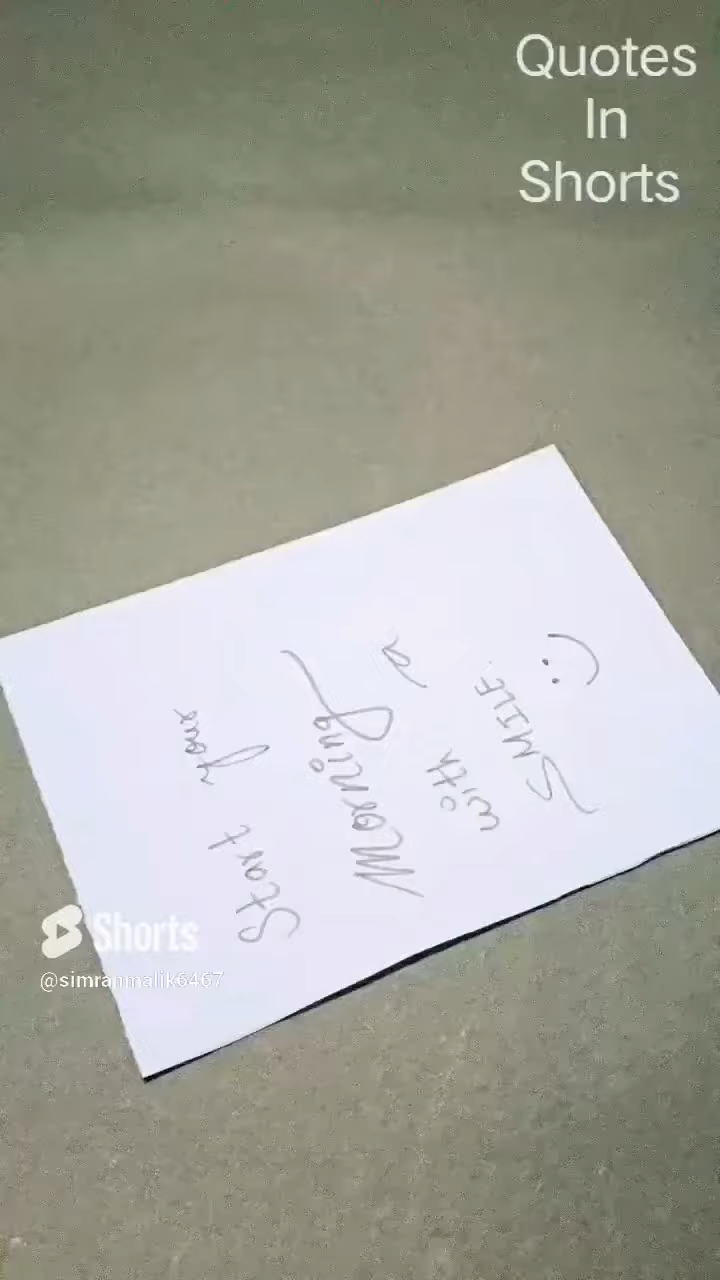 Quotes
In
Shorts
Start your
Morning
with a
SMILE
:)
Shorts
@simranmalik6467